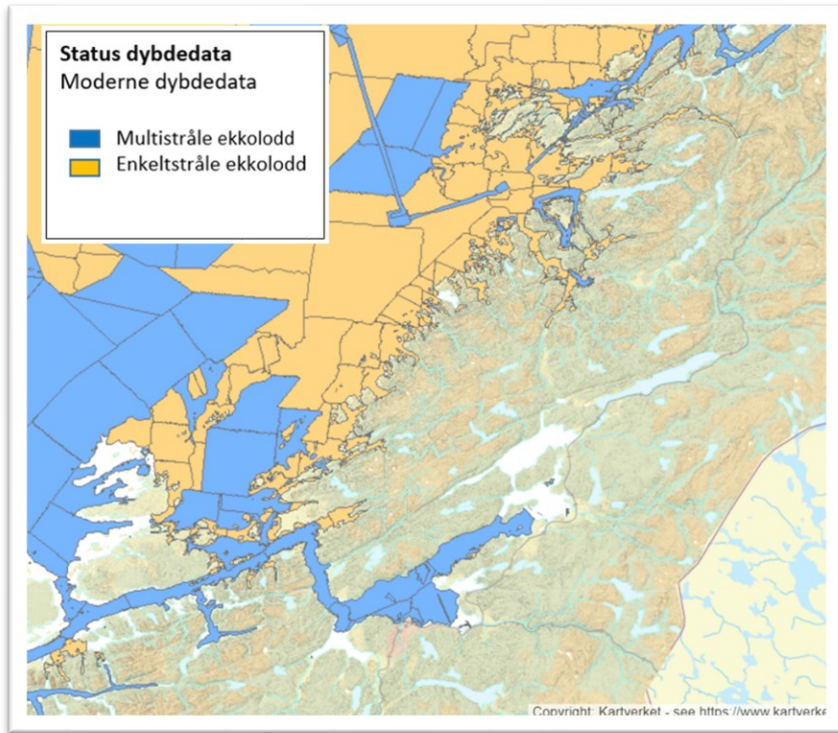 Status dybdedata
Moderne dybdedata
Multistråle ekkolodd
Enkeltstråle ekkolodd
Copyright: Kartverket - see https://www.kartverke